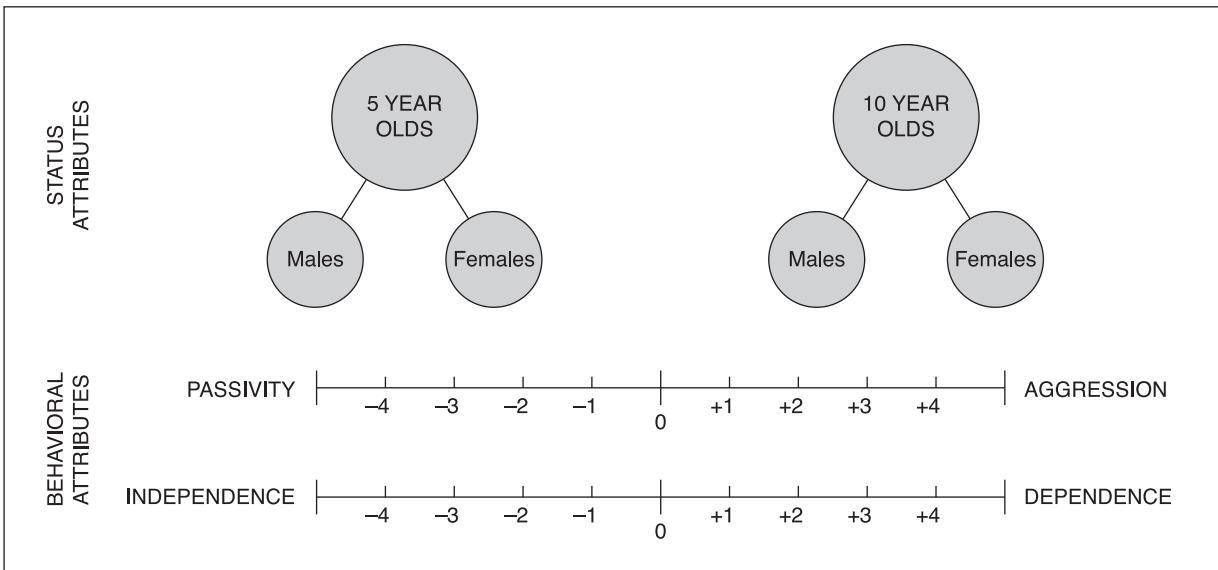 STATUS
ATTRIBUTES
5 YEAR
OLDS
Males
Females
10 YEAR
OLDS
Males
Females
BEHAVIORAL
ATTRIBUTES
PASSIVITY
–4 –3 –2 –1 0 +1 +2 +3 +4
AGGRESSION
INDEPENDENCE
–4 –3 –2 –1 0 +1 +2 +3 +4
DEPENDENCE